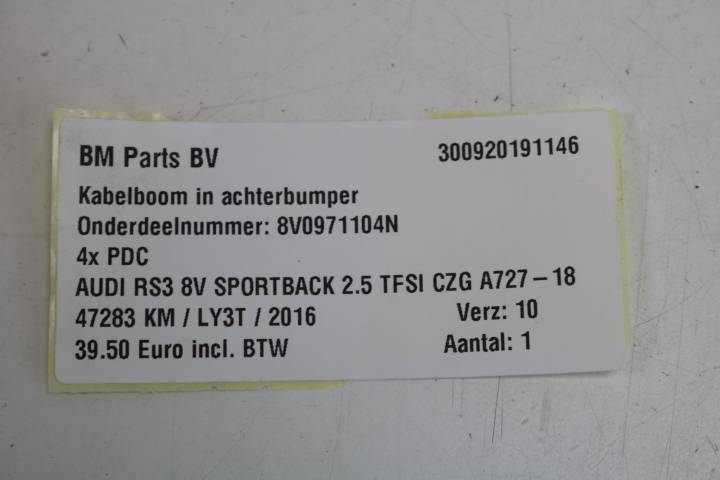 BM Parts BV 300920191146
Kabelboom in achterbumper
Onderdeelnummer: 8V0971104N
4x PDC
AUDI RS3 8V SPORTBACK 2.5 TFSI CZG A727 – 18
47283 KM / LY3T / 2016 Verz: 10
39.50 Euro incl. BTW Aantal: 1